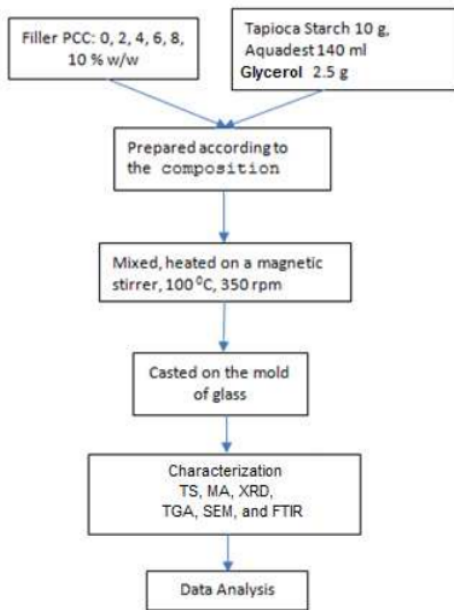 Filler PCC: 0, 2, 4, 6, 8,
10 % w/w
Tapioca Starch 10 g,
Aquadest 140 ml
Glycerol 2.5 g
Prepared according to
the composition
Mixed, heated on a magnetic
stirrer, 100 ⁰C, 350 rpm
Casted on the mold
of glass
Characterization
TS, MA, XRD,
TGA, SEM, and FTIR
Data Analysis